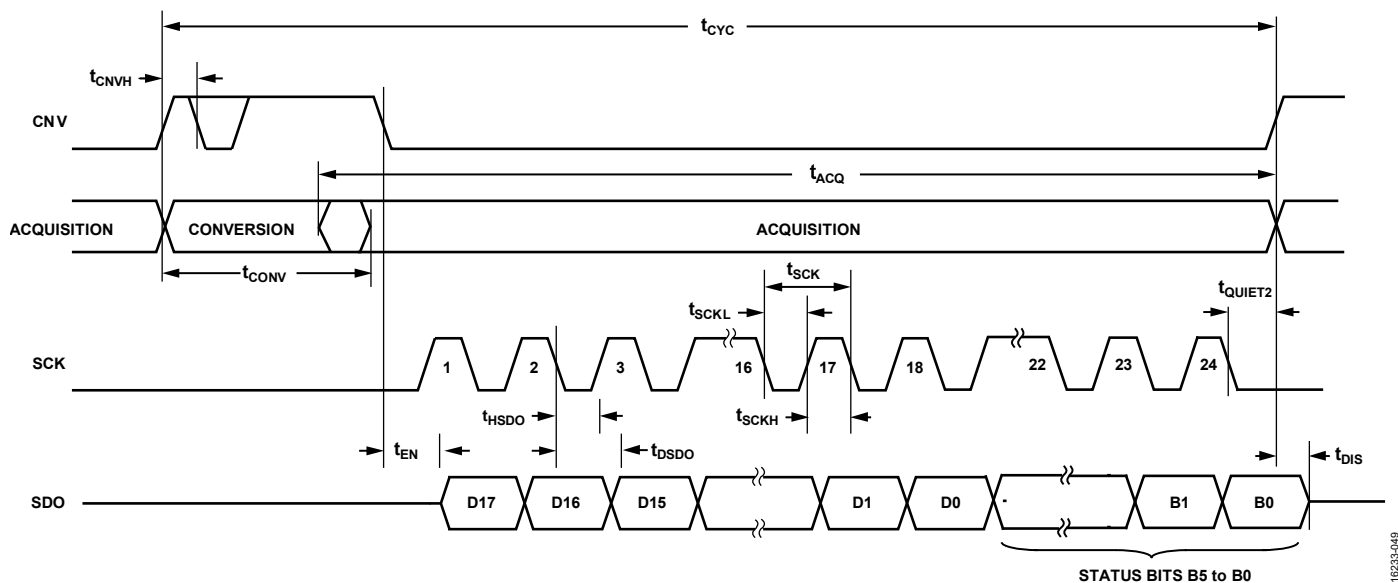 tCYC
tCNVH
CNV
tACQ
ACQUISITION
CONVERSION
ACQUISITION
tCONV
tSCK
tQUIET2
tSCKL
SCK
1
2
3
16
17
18
22
23
24
tHSDO
tSCKH
tEN
tDSDO
tDIS
SDO
D17
D16
D15
D1
D0
B1
B0
STATUS BITS B5 to B0
16233-049